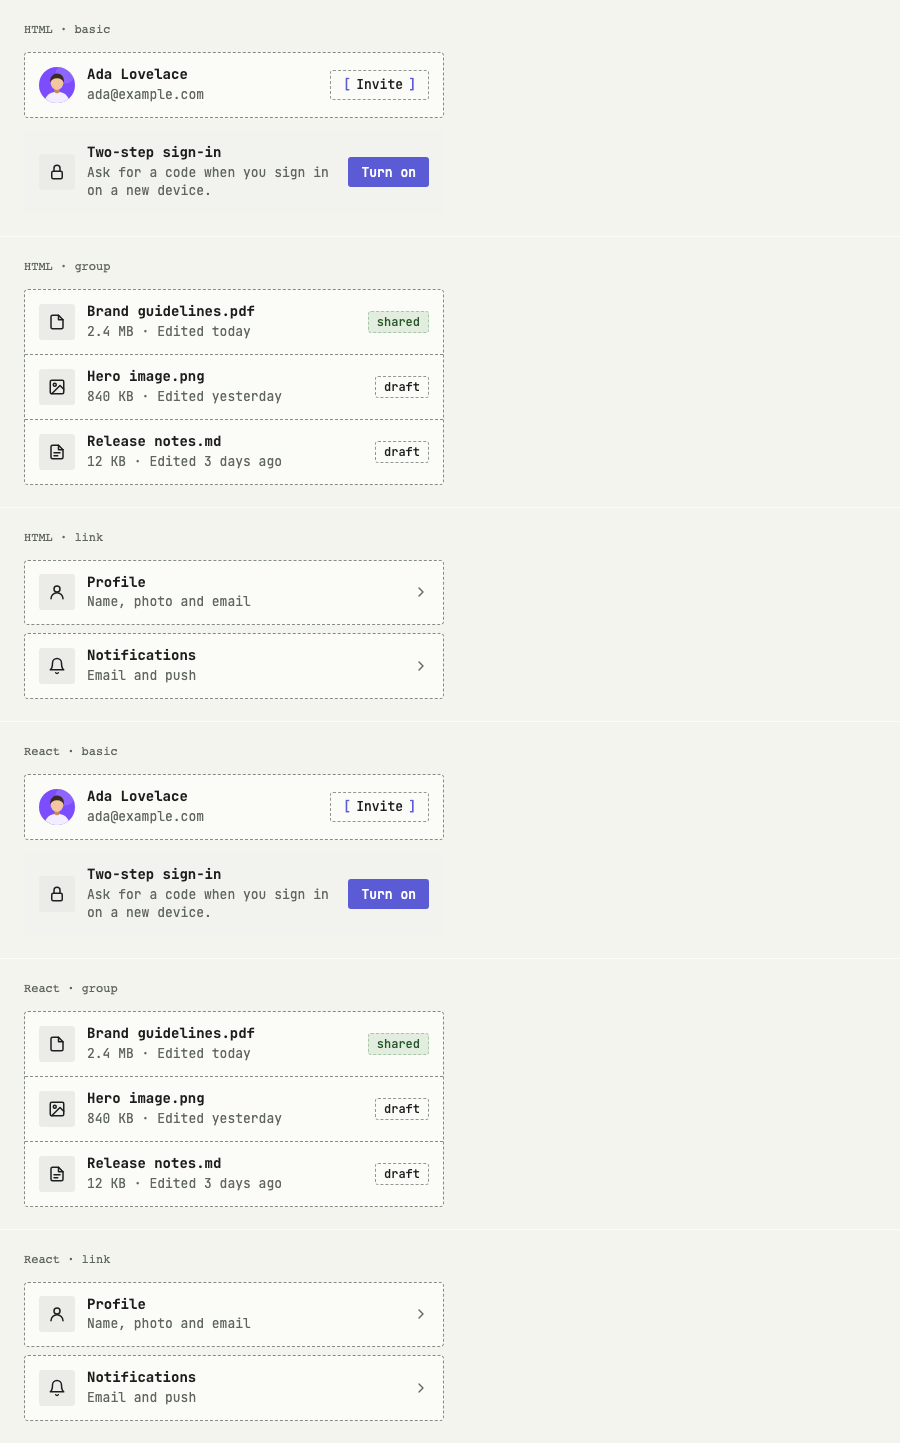 HTML · basic
Ada Lovelace
ada@example.com
[ Invite ]
Two-step sign-in
Ask for a code when you sign in
on a new device.
Turn on
HTML · group
Brand guidelines.pdf
2.4 MB · Edited today
shared
Hero image.png
840 KB · Edited yesterday
draft
Release notes.md
12 KB · Edited 3 days ago
draft
HTML · link
Profile
Name, photo and email
Notifications
Email and push
React · basic
Ada Lovelace
ada@example.com
[ Invite ]
Two-step sign-in
Ask for a code when you sign in
on a new device.
Turn on
React · group
Brand guidelines.pdf
2.4 MB · Edited today
shared
Hero image.png
840 KB · Edited yesterday
draft
Release notes.md
12 KB · Edited 3 days ago
draft
React · link
Profile
Name, photo and email
Notifications
Email and push